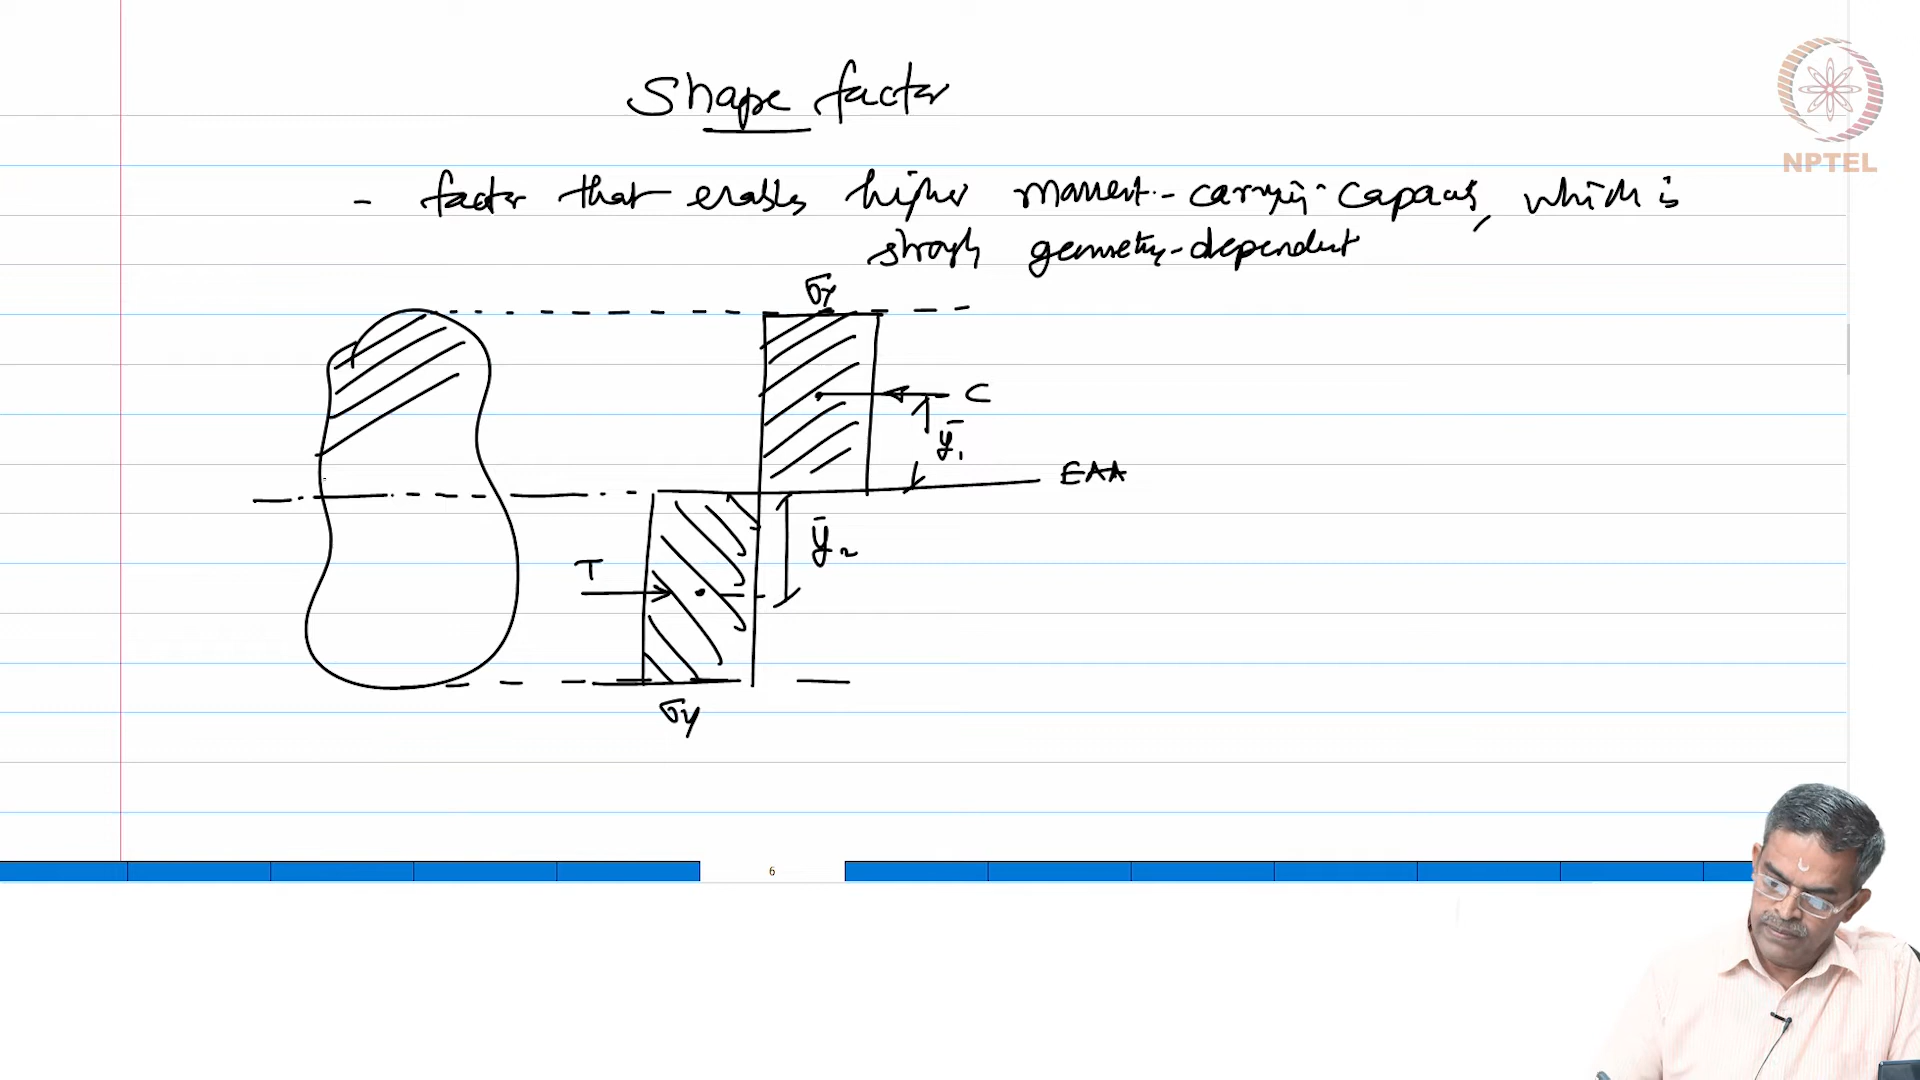 Shape factor
NPTEL
- factor that enables higher moment-carrying-capacity, which is
strongly geometry-dependent
σy
C
ȳ1
EAA
ȳ2
T
σy
6